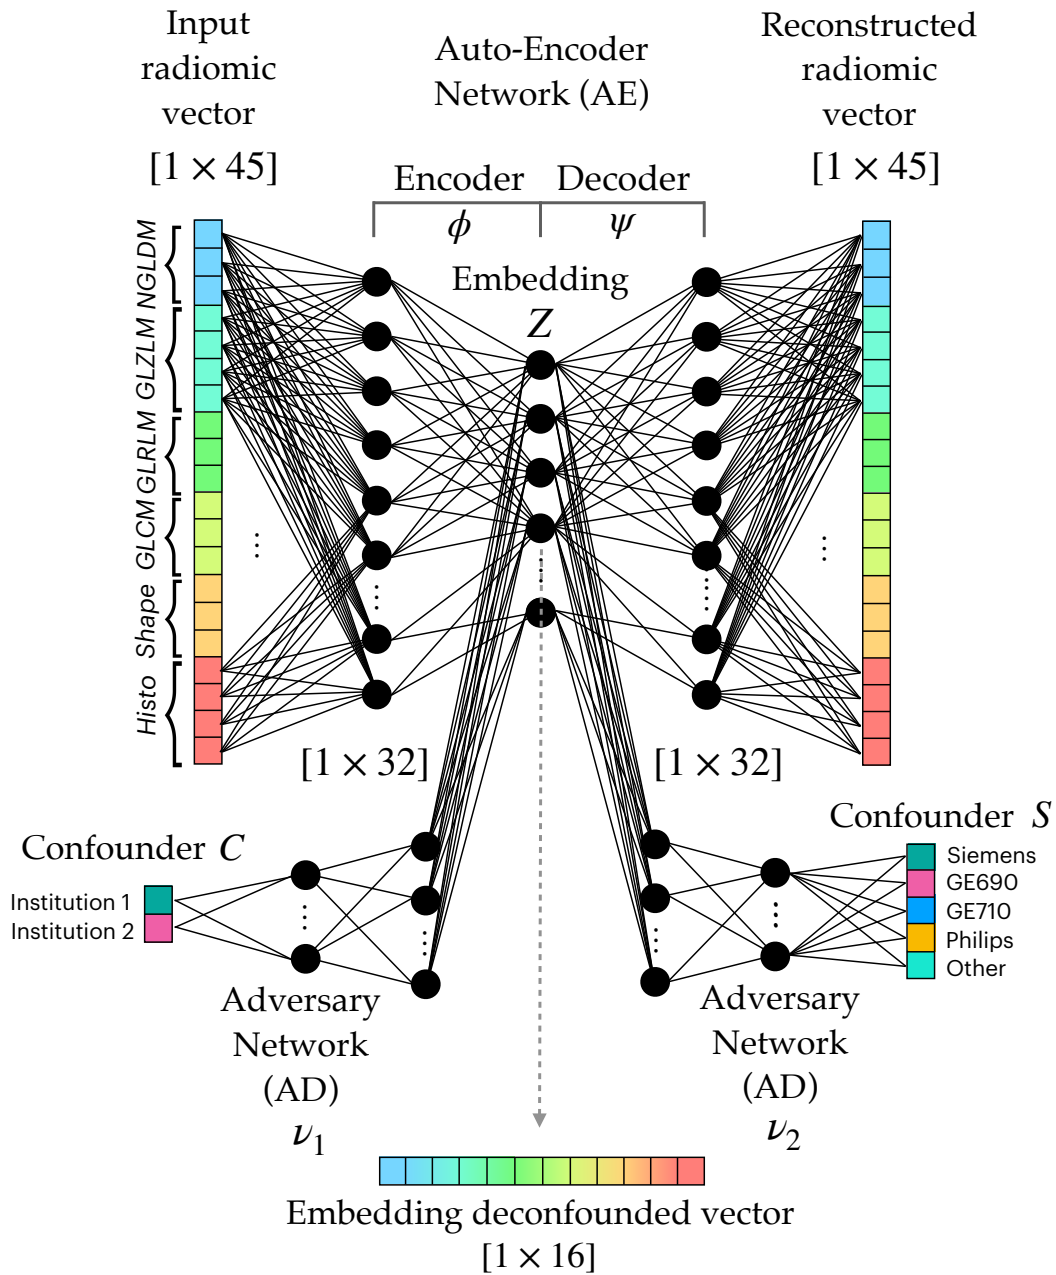 Input
radiomic
vector
[1 × 45]
Auto-Encoder
Network (AE)
Reconstructed
radiomic
vector
[1 × 45]
Encoder
ϕ
Decoder
ψ
Embedding
Z
NGLDM
GLZLM
GLRLM
GLCM
Shape
Histo
[1 × 32]
[1 × 32]
Confounder C
Institution 1
Institution 2
Adversary
Network
(AD)
ν1
Confounder S
Siemens
GE690
GE710
Philips
Other
Adversary
Network
(AD)
ν2
Embedding deconfounded vector
[1 × 16]